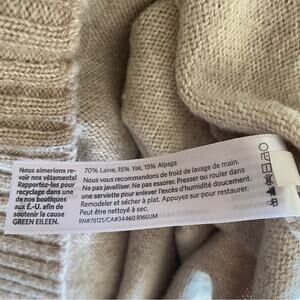 Nous aimerions re-
voir nos vêtements!
Rapportez-les pour
recyclage dans une
de nos boutiques
aux É.-U. afin de
soutenir la cause
GREEN EILEEN.
70% Laine, 15% Yak, 15% Alpaga
Nous vous recommandons de froid de lavage de main.
Ne pas javelliser. Ne pas essorer. Presser ou rouler dans
une serviette pour enlever l'excès d'humidité doucement.
Remodeler et sécher à plat. Appuyez sur pour restaurer.
Peut être nettoyé à sec.
RN#78121/CA#34460 R16LUM